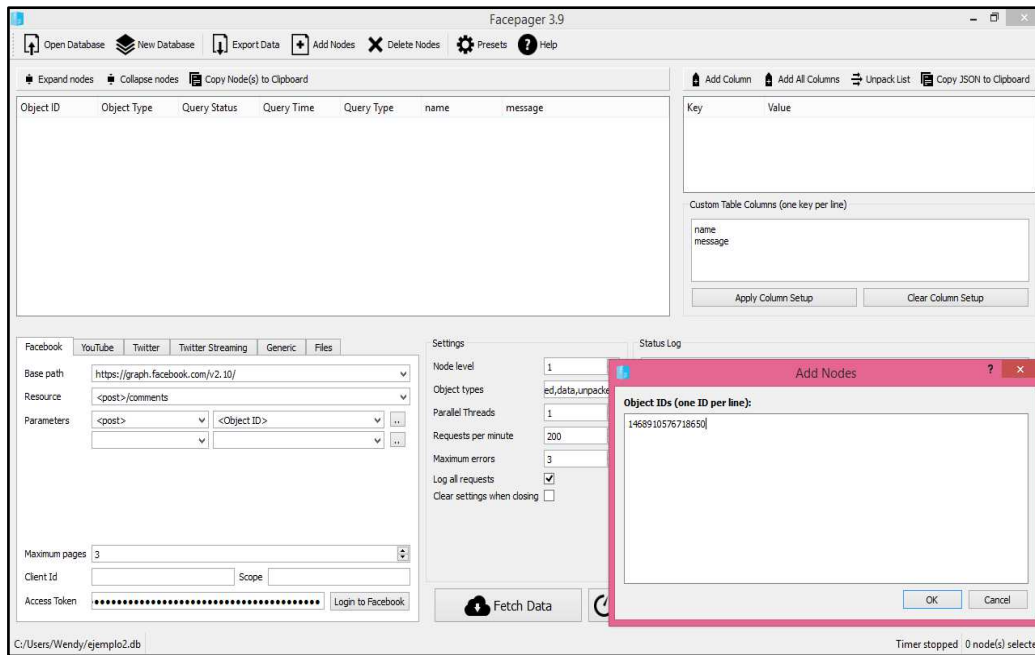 Facepager 3.9
Open Database New Database Export Data Add Nodes Delete Nodes Presets Help
Expand nodes Collapse nodes Copy Node(s) to Clipboard
Add Column Add All Columns Unpack List Copy JSON to Clipboard
Object ID Object Type Query Status Query Time Query Type name message
Key Value
Custom Table Columns (one key per line)
name
message
Apply Column Setup Clear Column Setup
Facebook YouTube Twitter Twitter Streaming Generic Files
Base path https://graph.facebook.com/v2.10/
Resource <post>/comments
Parameters <post> <Object ID> ..
..
Maximum pages 3
Client Id Scope
Access Token Login to Facebook
Settings
Node level 1
Object types ed,data,unpacke
Parallel Threads 1
Requests per minute 200
Maximum errors 3
Log all requests
Clear settings when closing
Fetch Data
Status Log
Add Nodes ? ×
Object IDs (one ID per line):
1468910576718650
OK Cancel
C:/Users/Wendy/ejemplo2.db
Timer stopped 0 node(s) selecte